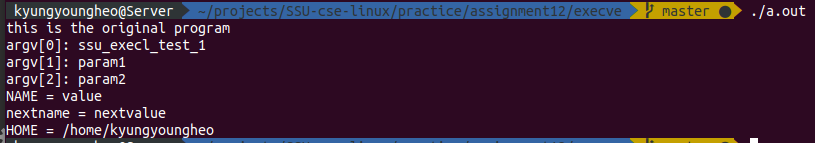 kyungyoungheo@Server ~/projects/SSU-cse-linux/practice/assignment12/execve master ./a.out
this is the original program
argv[0]: ssu_execl_test_1
argv[1]: param1
argv[2]: param2
NAME = value
nextname = nextvalue
HOME = /home/kyungyoungheo